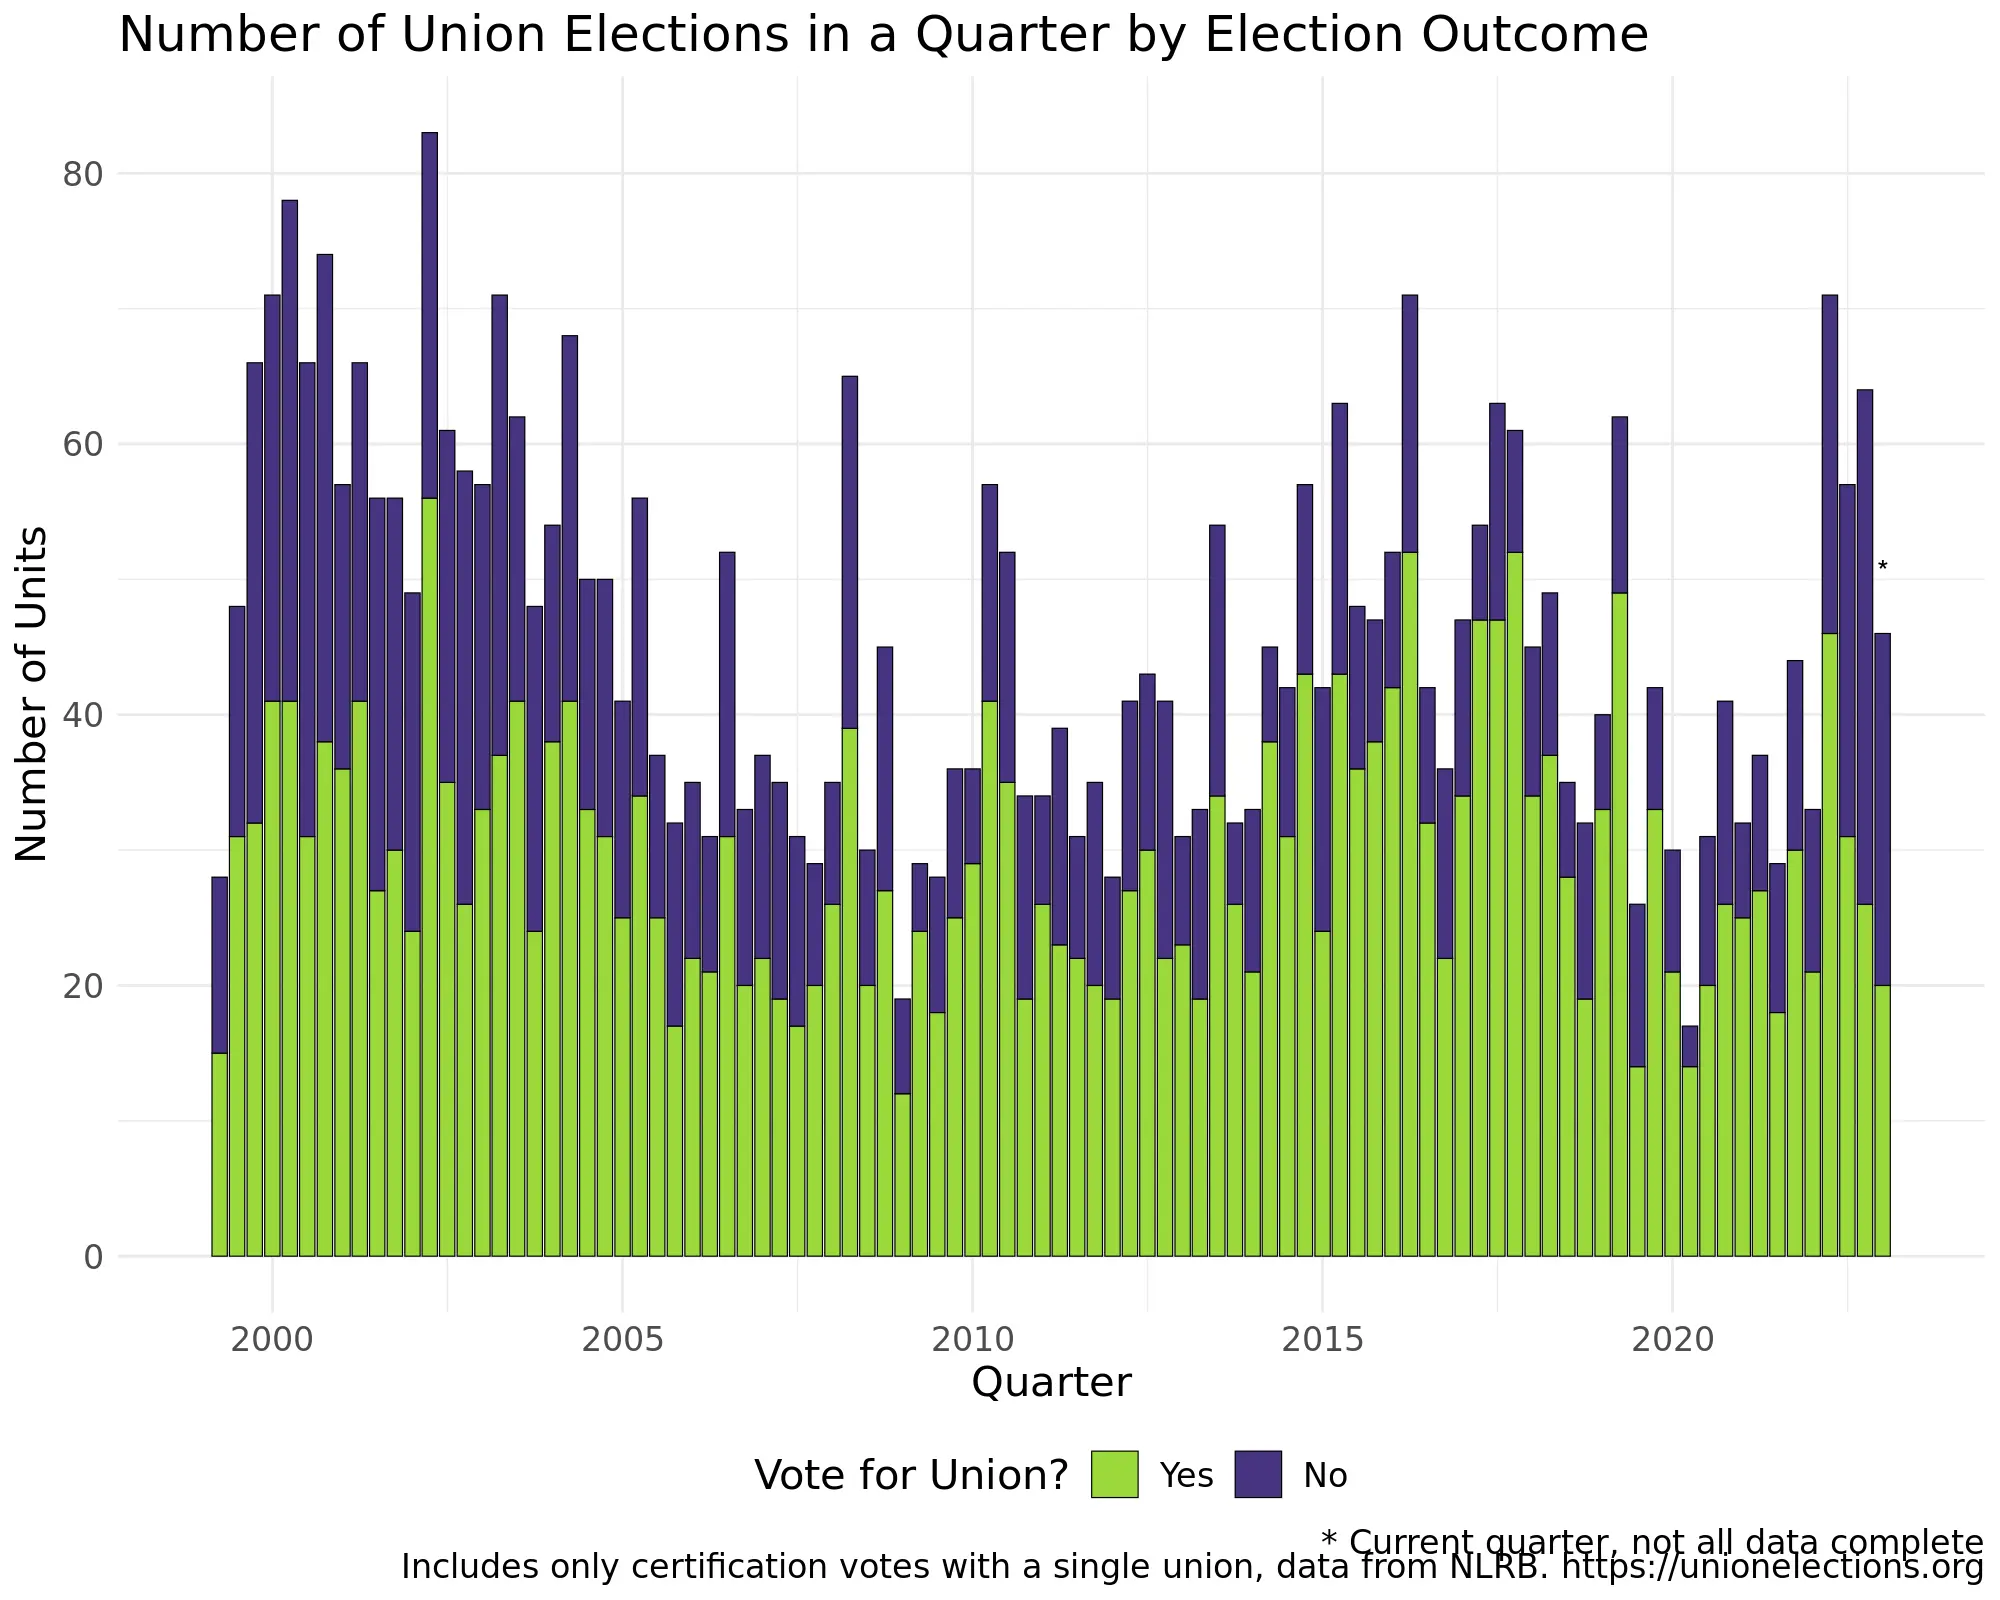 Number of Union Elections in a Quarter by Election Outcome
Number of Units
80
60
40
20
0
*
2000 2005 2010 2015 2020
Quarter
Vote for Union? Yes No
* Current quarter, not all data complete
Includes only certification votes with a single union, data from NLRB. https://unionelections.org